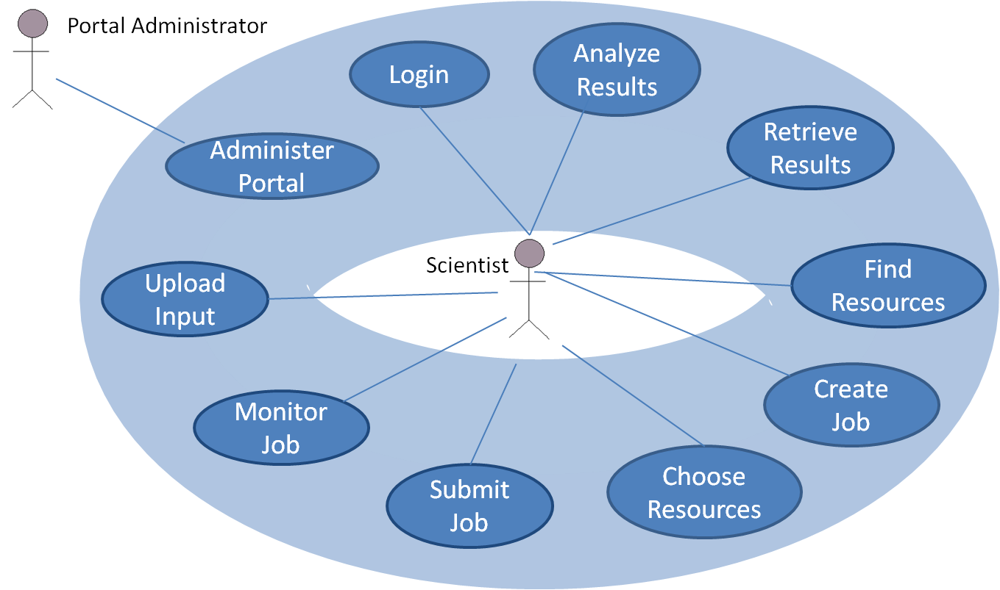 Portal Administrator
Login
Analyze
Results
Retrieve
Results
Administer
Portal
Scientist
Find
Resources
Upload
Input
Create
Job
Monitor
Job
Choose
Resources
Submit
Job